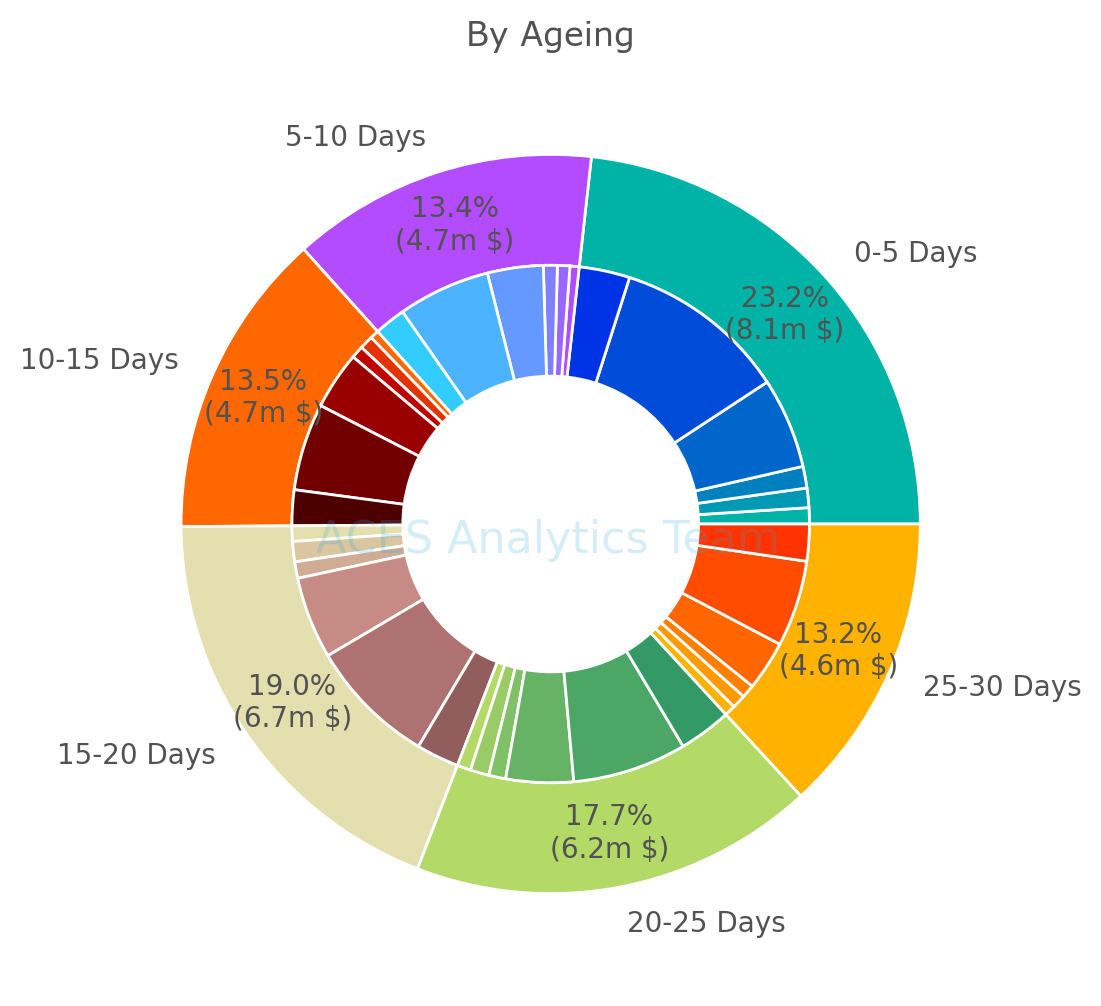 By Ageing
5-10 Days
13.4%
(4.7m $)
0-5 Days
23.2%
(8.1m $)
10-15 Days
13.5%
(4.7m $)
ACES Analytics Team
13.2%
(4.6m $)
25-30 Days
19.0%
(6.7m $)
15-20 Days
17.7%
(6.2m $)
20-25 Days